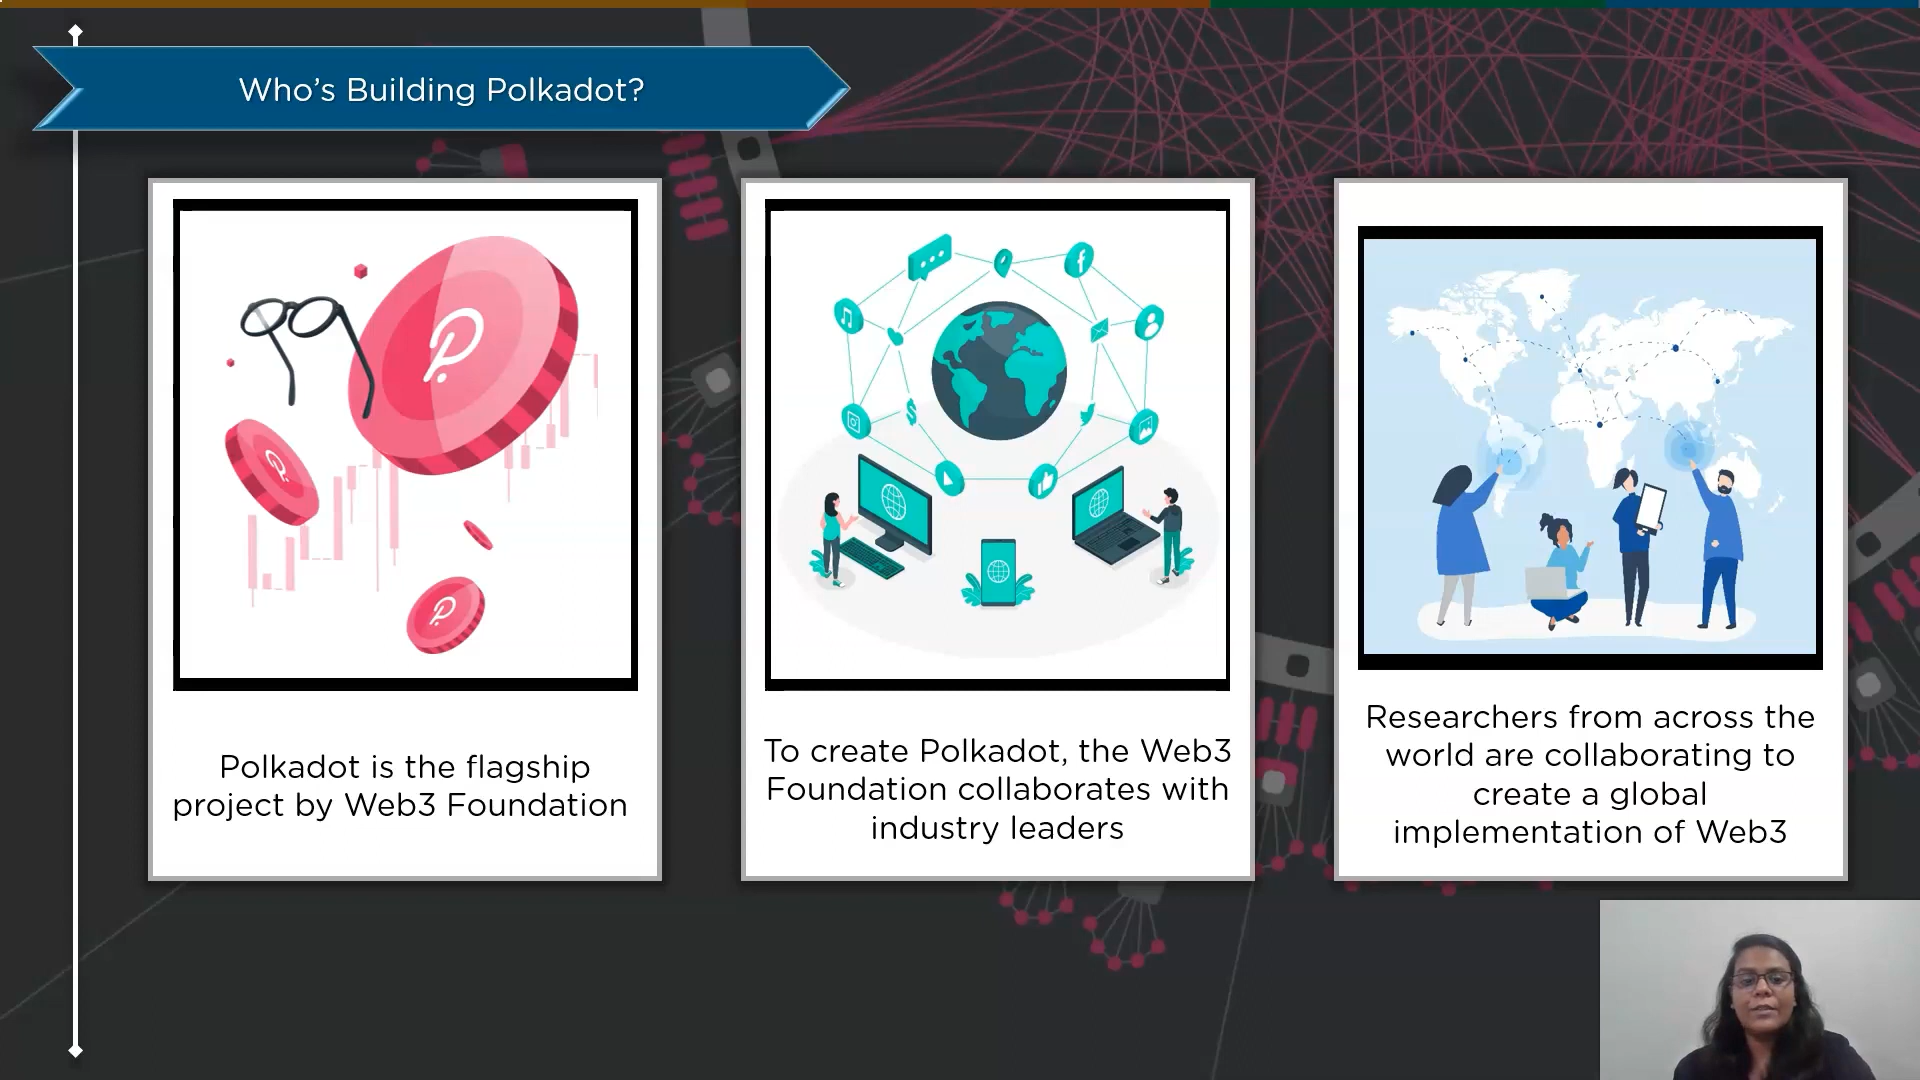 Who's Building Polkadot?
Polkadot is the flagship
project by Web3 Foundation
To create Polkadot, the Web3
Foundation collaborates with
industry leaders
Researchers from across the
world are collaborating to
create a global
implementation of Web3